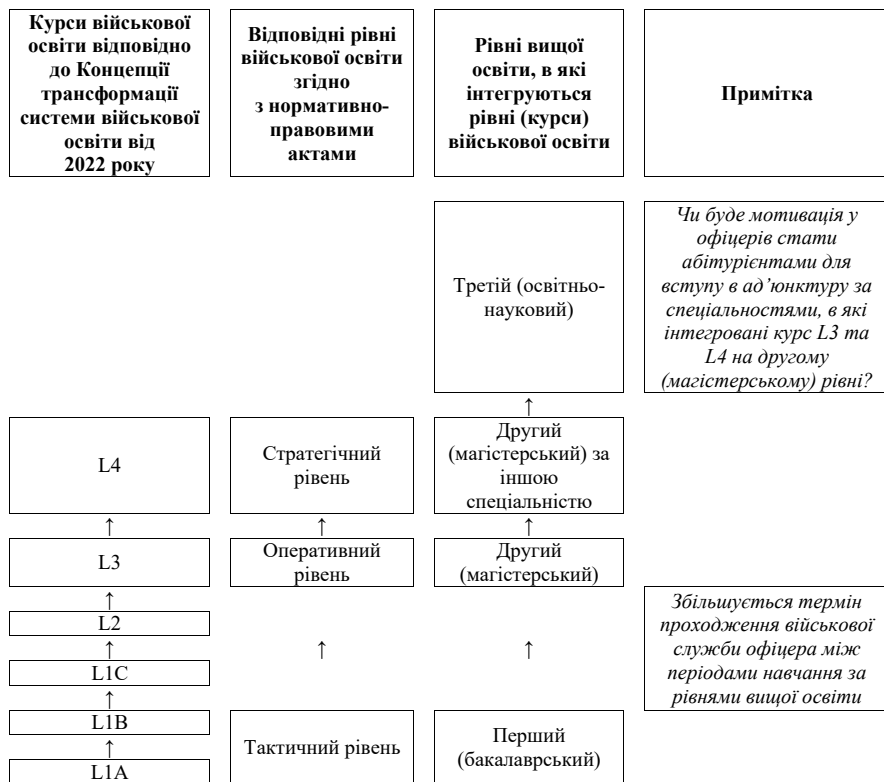 Курси військової
освіти відповідно
до Концепції
трансформації
системи військової
освіти від
2022 року
Відповідні рівні
військової освіти
згідно
з нормативно-
правовими
актами
Рівні вищої
освіти, в які
інтегруються
рівні (курси)
військової освіти
Примітка
Третій (освітньо-
науковий)
Чи буде мотивація у
офіцерів стати
абітурієнтами для
вступу в ад’юнктуру за
спеціальностями, в які
інтегровані курс L3 та
L4 на другому
(магістерському) рівні?
↑
L4
Стратегічний
рівень
Другий
(магістерський) за
іншою
спеціальністю
↑ ↑ ↑
L3
Оперативний
рівень
Другий
(магістерський)
↑
L2
↑ ↑ ↑
L1C
↑
L1B
↑
L1A
Тактичний рівень
Перший
(бакалаврський)
Збільшується термін
проходження військової
служби офіцера між
періодами навчання за
рівнями вищої освіти